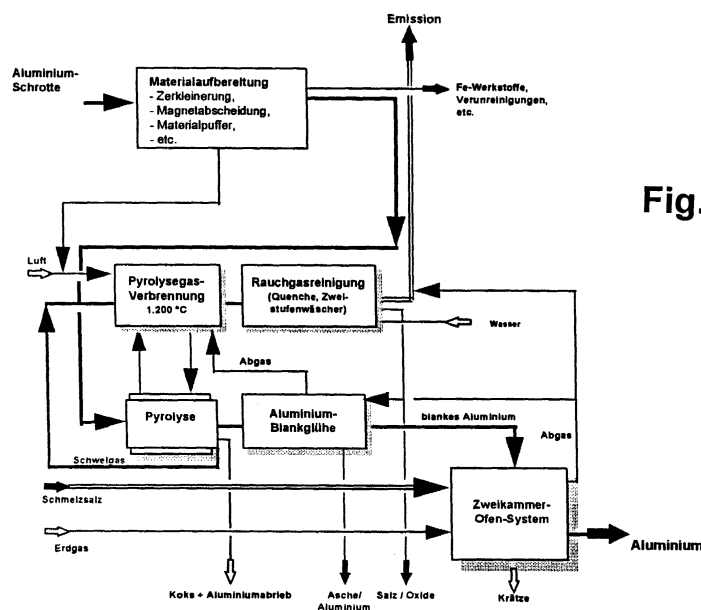 Emission
Aluminium-
Schrotte
Materialaufbereitung
- Zerkleinerung,
- Magnetabscheidung,
- Materialpuffer,
- etc.
Fe-Werkstoffe,
Verunreinigungen,
etc.
Fig.
Luft
Pyrolysegas-
Verbrennung
1.200 °C
Rauchgasreinigung
(Quenche, Zwei-
stufenwäscher)
Wasser
Abgas
Pyrolyse
Aluminium-
Blankglühe
blankes Aluminium
Abgas
Schwelgas
Schmelzsalz
Zweikammer-
Ofen-System
Erdgas
Aluminium
Koks + Aluminiumabrieb
Asche/
Aluminium
Salz / Oxide
Krätze